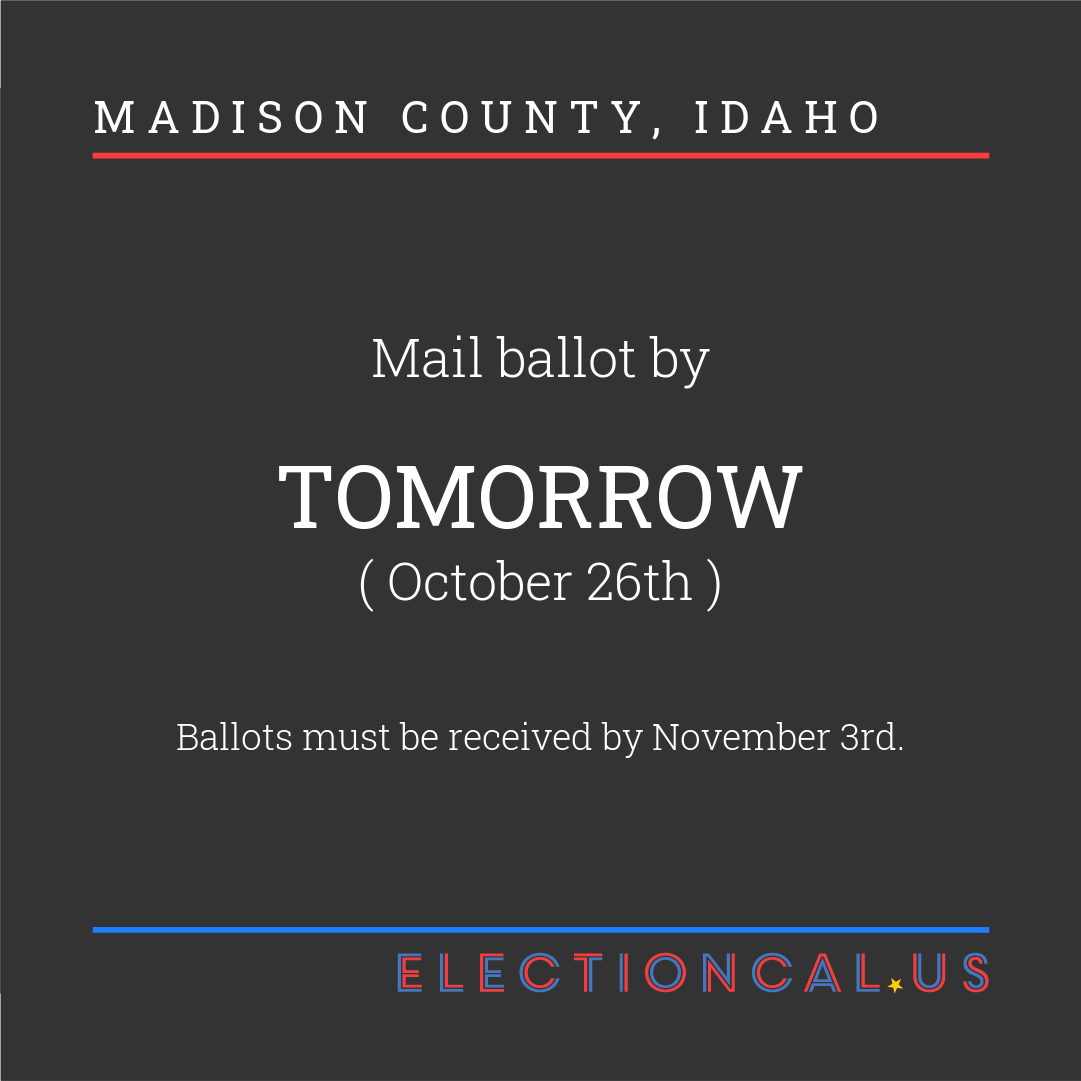 MADISON COUNTY, IDAHO
Mail ballot by
TOMORROW
( October 26th )
Ballots must be received by November 3rd.
ELECTIONCAL.US